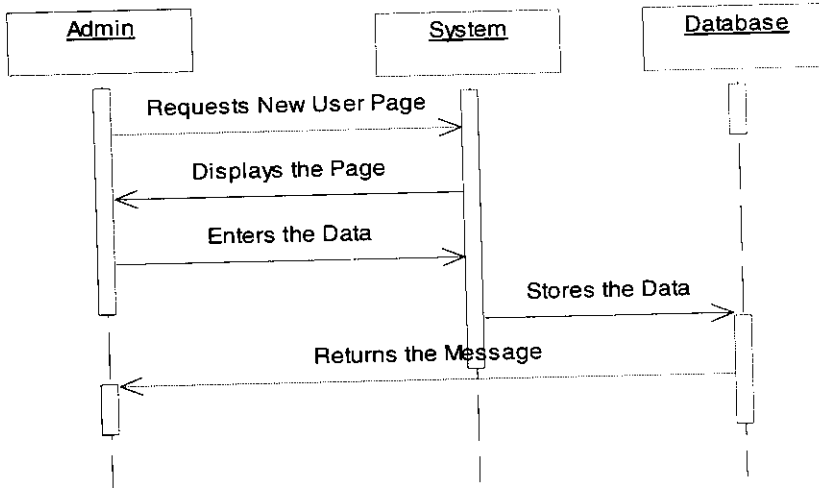 Admin
System
Database
Requests New User Page
Displays the Page
Enters the Data
Stores the Data
Returns the Message